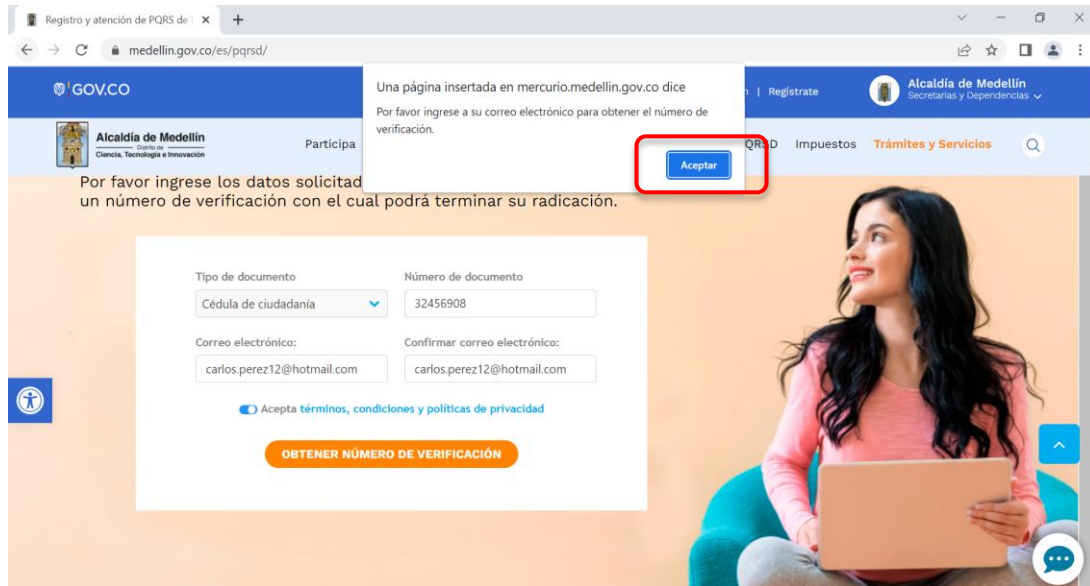 Registro y atención de PQRS de
medellin.gov.co/es/pqrsd/
GOV.CO
Una página insertada en mercurio.medellin.gov.co dice
Por favor ingrese a su correo electrónico para obtener el número de
verificación.
Aceptar
| Regístrate
Alcaldía de Medellín
Secretarías y Dependencias
Alcaldía de Medellín
Distrito de
Ciencia, Tecnología e Innovación
Participa
PQRSD
Impuestos
Trámites y Servicios
Por favor ingrese los datos solicitad
un número de verificación con el cual podrá terminar su radicación.
Tipo de documento
Número de documento
Cédula de ciudadanía
32456908
Correo electrónico:
Confirmar correo electrónico:
carlos.perez12@hotmail.com
carlos.perez12@hotmail.com
Acepta términos, condiciones y políticas de privacidad
OBTENER NÚMERO DE VERIFICACIÓN